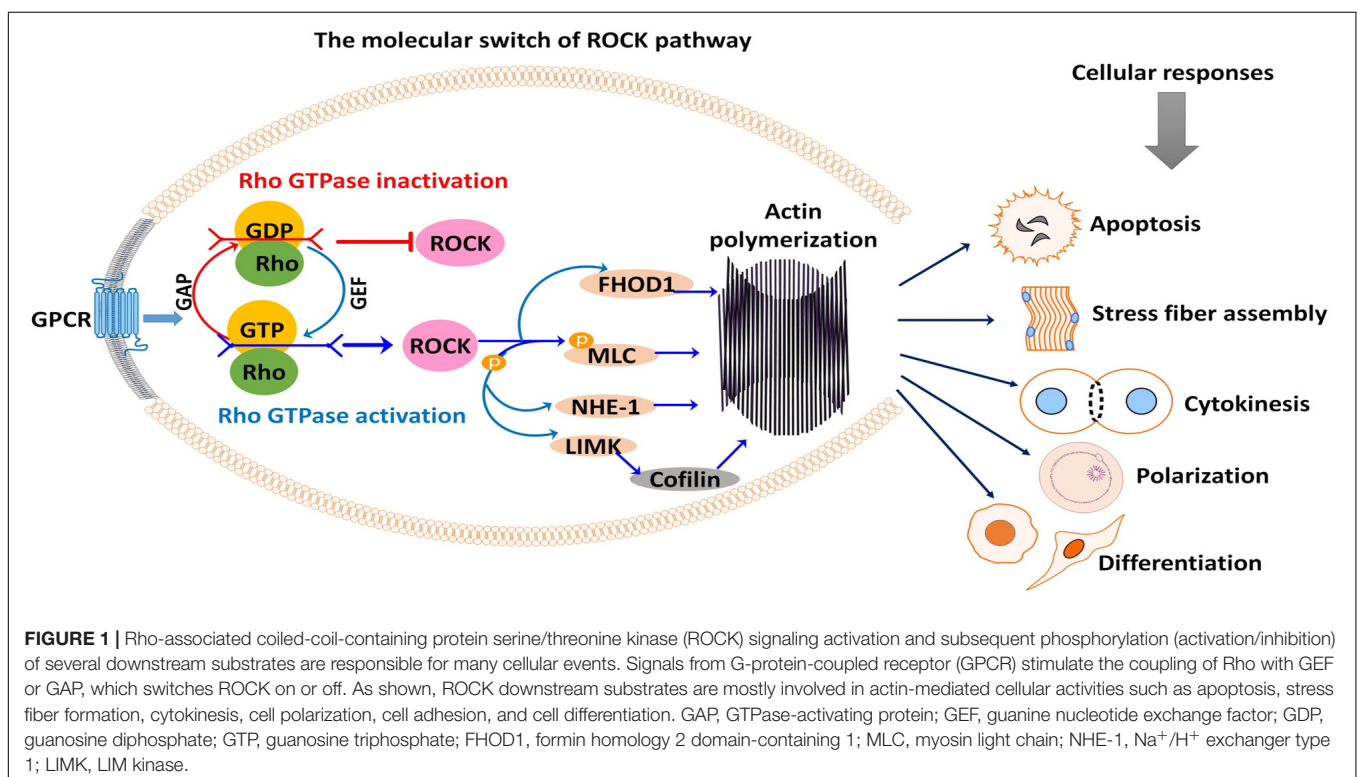 The molecular switch of ROCK pathway
Cellular responses
Rho GTPase inactivation
GDP
Rho
ROCK
GAP
GEF
GPCR
GTP
Rho
ROCK
Rho GTPase activation
Actin
polymerization
FHOD1
P
MLC
P
NHE-1
LIMK
Cofilin
Apoptosis
Stress fiber assembly
Cytokinesis
Polarization
Differentiation
FIGURE 1 | Rho-associated coiled-coil-containing protein serine/threonine kinase (ROCK) signaling activation and subsequent phosphorylation (activation/inhibition)
of several downstream substrates are responsible for many cellular events. Signals from G-protein-coupled receptor (GPCR) stimulate the coupling of Rho with GEF
or GAP, which switches ROCK on or off. As shown, ROCK downstream substrates are mostly involved in actin-mediated cellular activities such as apoptosis, stress
fiber formation, cytokinesis, cell polarization, cell adhesion, and cell differentiation. GAP, GTPase-activating protein; GEF, guanine nucleotide exchange factor; GDP,
guanosine diphosphate; GTP, guanosine triphosphate; FHOD1, formin homology 2 domain-containing 1; MLC, myosin light chain; NHE-1, Na⁺/H⁺ exchanger type
1; LIMK, LIM kinase.